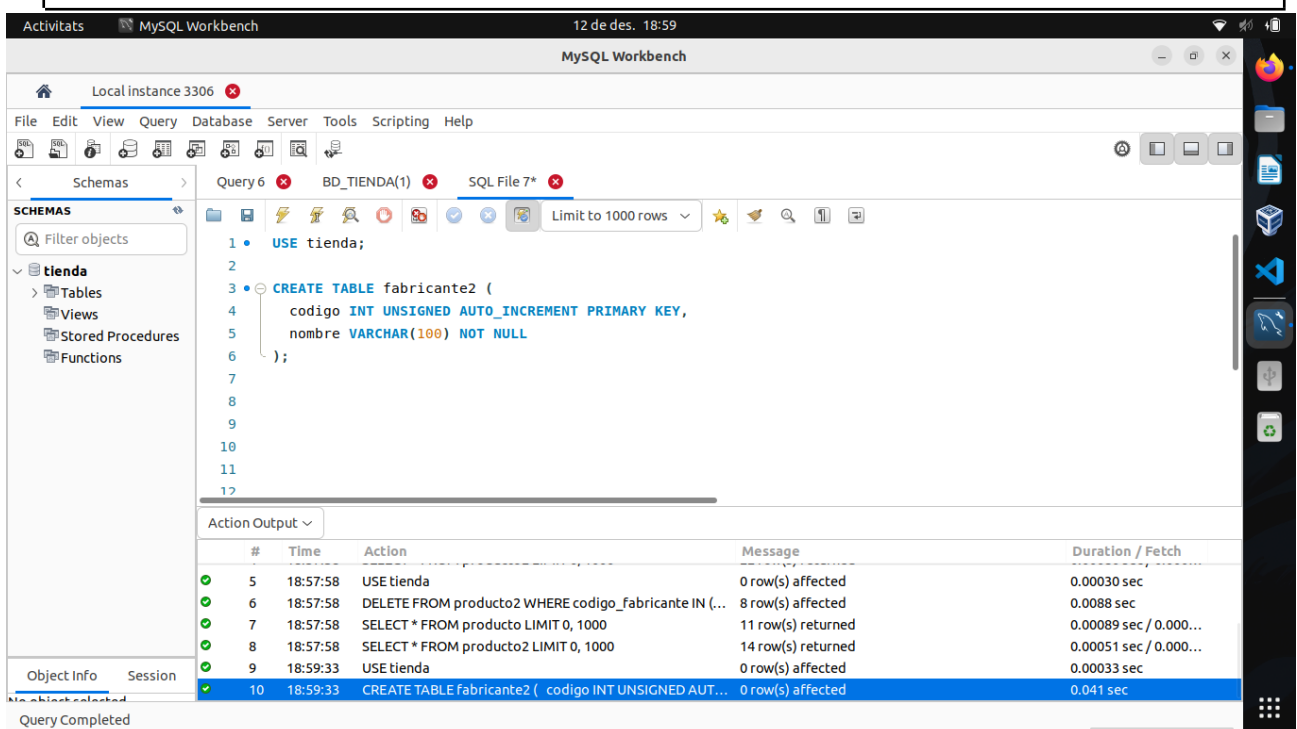 Activitats MySQL Workbench 12 de des. 18:59
MySQL Workbench
Local instance 3306
File Edit View Query Database Server Tools Scripting Help
Schemas Query 6 BD_TIENDA(1) SQL File 7*
SCHEMAS
Limit to 1000 rows
Filter objects
1 USE tienda;
2
tienda
3 CREATE TABLE fabricante2 (
Tables
4 codigo INT UNSIGNED AUTO_INCREMENT PRIMARY KEY,
Views
5 nombre VARCHAR(100) NOT NULL
Stored Procedures
6 );
Functions
7
8
9
10
11
12
Action Output
# Time Action Message Duration / Fetch
5 18:57:58 USE tienda 0 row(s) affected 0.00030 sec
6 18:57:58 DELETE FROM producto2 WHERE codigo_fabricante IN (... 8 row(s) affected 0.0088 sec
7 18:57:58 SELECT * FROM producto LIMIT 0, 1000 11 row(s) returned 0.00089 sec / 0.000...
8 18:57:58 SELECT * FROM producto2 LIMIT 0, 1000 14 row(s) returned 0.00051 sec / 0.000...
9 18:59:33 USE tienda 0 row(s) affected 0.00033 sec
Object Info Session
10 18:59:33 CREATE TABLE fabricante2 ( codigo INT UNSIGNED AUT... 0 row(s) affected 0.041 sec
No object selected
Query Completed